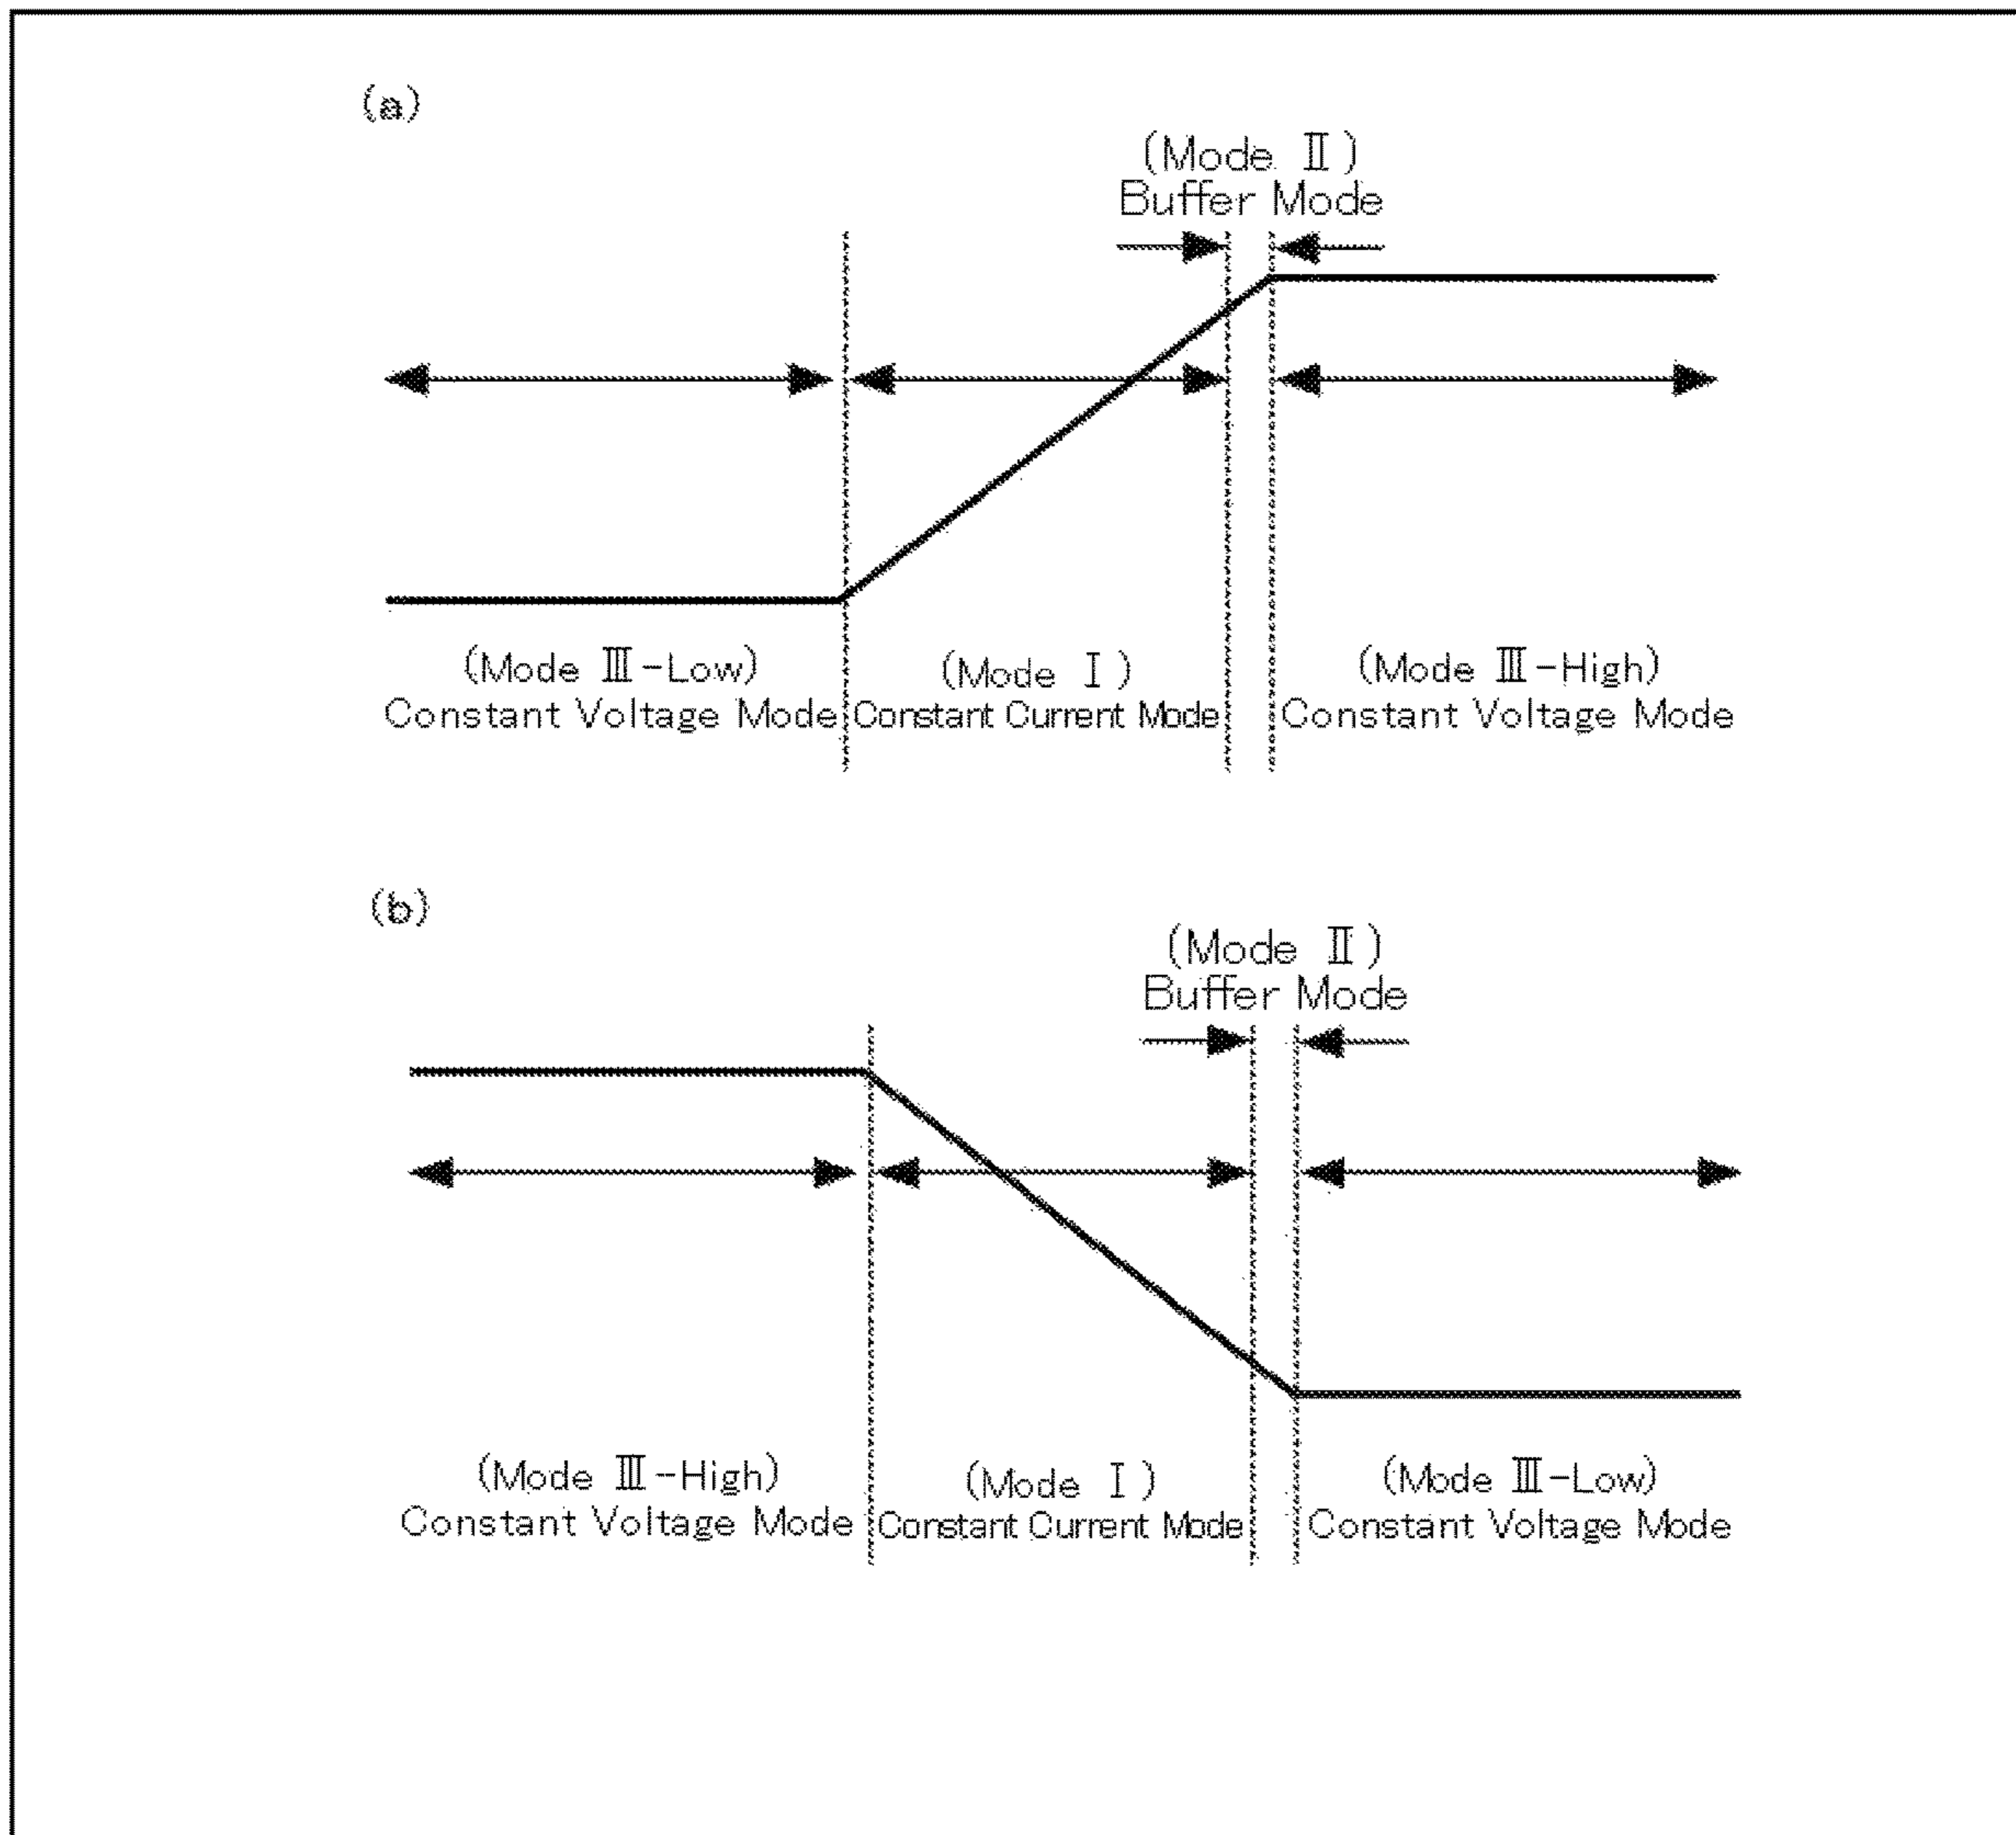 (a)
(Mode Ⅱ)
Buffer Mode
(Mode Ⅲ-Low)
Constant Voltage Mode
(Mode Ⅰ)
Constant Current Mode
(Mode Ⅲ-High)
Constant Voltage Mode
(b)
(Mode Ⅱ)
Buffer Mode
(Mode Ⅲ-High)
Constant Voltage Mode
(Mode Ⅰ)
Constant Current Mode
(Mode Ⅲ-Low)
Constant Voltage Mode